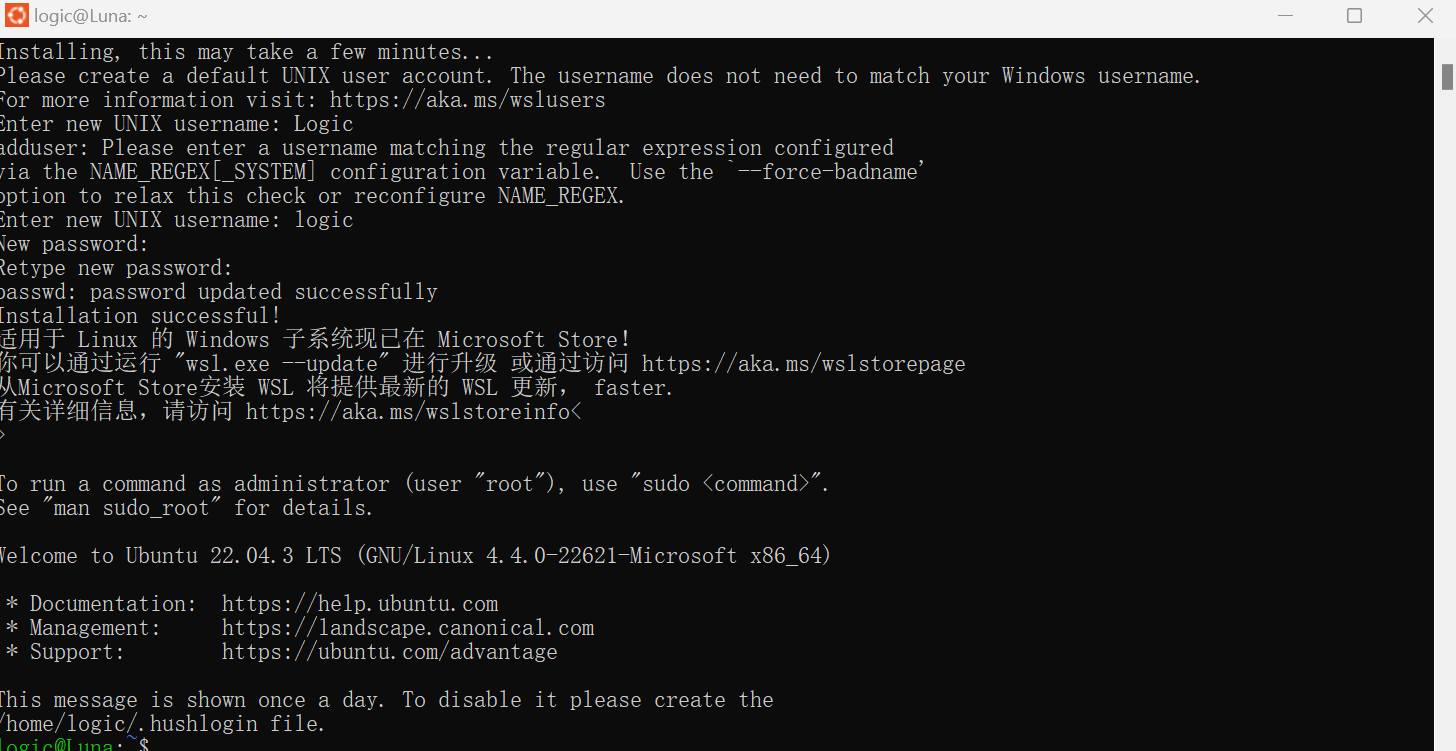 logic@Luna: ~
Installing, this may take a few minutes...
Please create a default UNIX user account. The username does not need to match your Windows username.
For more information visit: https://aka.ms/wslusers
Enter new UNIX username: Logic
adduser: Please enter a username matching the regular expression configured
via the NAME_REGEX[_SYSTEM] configuration variable.  Use the `--force-badname'
option to relax this check or reconfigure NAME_REGEX.
Enter new UNIX username: logic
New password:
Retype new password:
passwd: password updated successfully
Installation successful!
适用于 Linux 的 Windows 子系统现已在 Microsoft Store!
你可以通过运行 "wsl.exe --update" 进行升级 或通过访问 https://aka.ms/wslstorepage
从Microsoft Store安装 WSL 将提供最新的 WSL 更新， faster.
有关详细信息，请访问 https://aka.ms/wslstoreinfo<
>
To run a command as administrator (user "root"), use "sudo <command>".
See "man sudo_root" for details.
Welcome to Ubuntu 22.04.3 LTS (GNU/Linux 4.4.0-22621-Microsoft x86_64)
* Documentation:  https://help.ubuntu.com
* Management:     https://landscape.canonical.com
* Support:        https://ubuntu.com/advantage
This message is shown once a day. To disable it please create the
/home/logic/.hushlogin file.
logic@Luna:~$